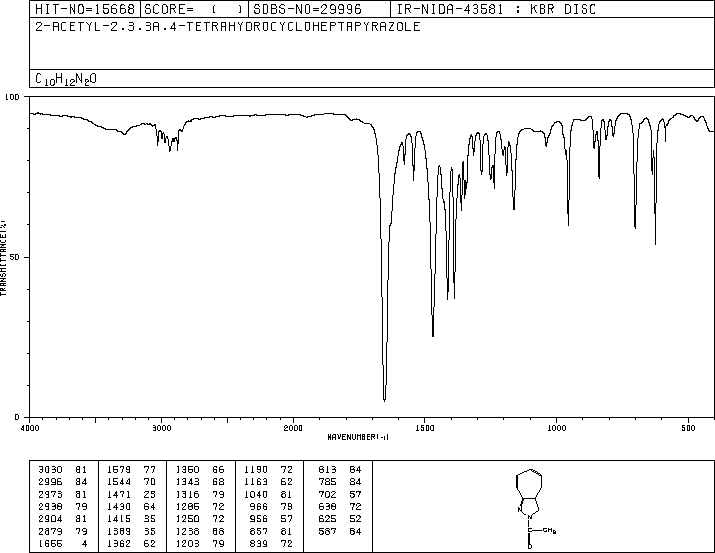 HIT-NO=15668 SCORE= ( ) SDBS-NO=29996 IR-NIDA-43581 : KBR DISC
2-ACETYL-2,3,3A,4-TETRAHYDROCYCLOHEPTAPYRAZOLE
C10H12N2O
100
50
0
TRANSMITTANCE(%)
4000 3000 2000 1500 1000 500
WAVENUMBER(-1)
3030 81 1579 77 1350 66 1190 72 813 84
2996 84 1544 70 1343 68 1163 62 785 84
2973 81 1471 23 1316 79 1040 81 702 57
2938 79 1430 64 1286 72 966 79 638 72
2904 81 1415 35 1250 72 956 57 625 52
2879 79 1389 35 1238 68 857 81 587 84
1655 4 1362 62 1203 79 839 72
N
N
C CH3
O